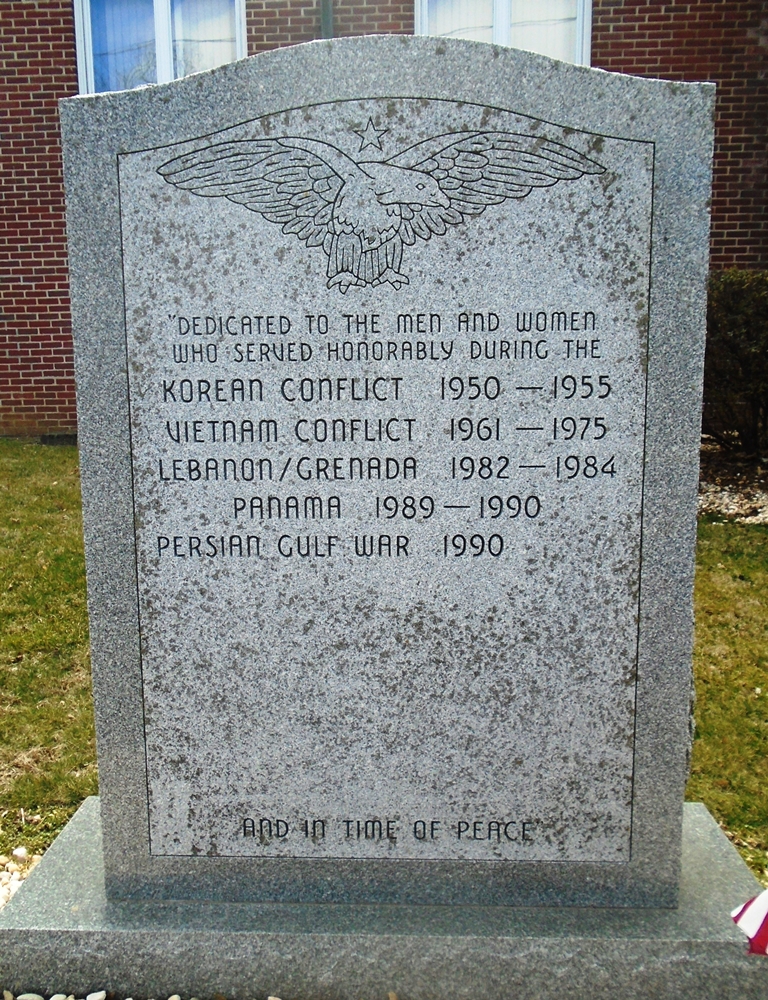 "DEDICATED TO THE MEN AND WOMEN
WHO SERVED HONORABLY DURING THE
KOREAN CONFLICT 1950 — 1955
VIETNAM CONFLICT 1961 — 1975
LEBANON/GRENADA 1982 — 1984
PANAMA 1989 — 1990
PERSIAN GULF WAR 1990
AND IN TIME OF PEACE"